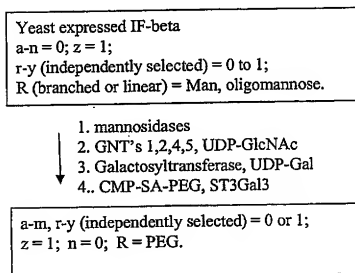 Yeast expressed IF-beta
a-n = 0; z = 1;
r-y (independently selected) = 0 to 1;
R (branched or linear) = Man, oligomannose.
1. mannosidases
2. GNT's 1,2,4,5, UDP-GlcNAc
3. Galactosyltransferase, UDP-Gal
4.. CMP-SA-PEG, ST3Gal3
a-m, r-y (independently selected) = 0 or 1;
z = 1; n = 0; R = PEG.